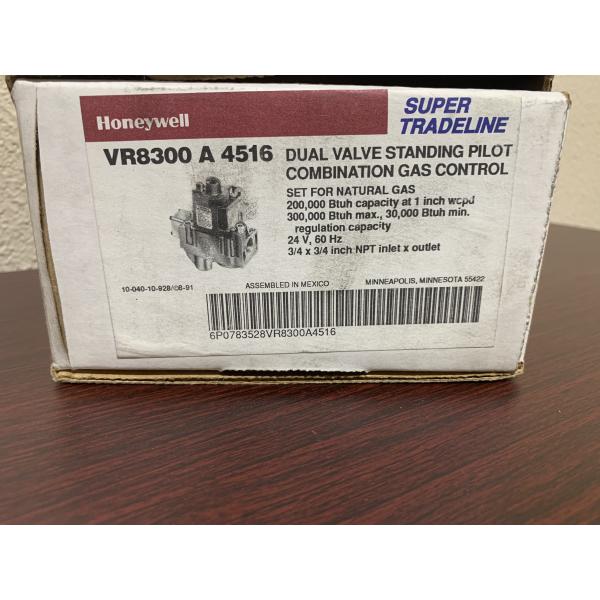 Honeywell
SUPER
TRADELINE
VR8300 A 4516
DUAL VALVE STANDING PILOT
COMBINATION GAS CONTROL
SET FOR NATURAL GAS
200,000 Btuh capacity at 1 inch wcpd
300,000 Btuh max., 30,000 Btuh min.
regulation capacity
24 V, 60 Hz
3/4 x 3/4 inch NPT inlet x outlet
10-040-10-928/08-91
ASSEMBLED IN MEXICO
MINNEAPOLIS, MINNESOTA 55422
6P0783528VR8300A4516